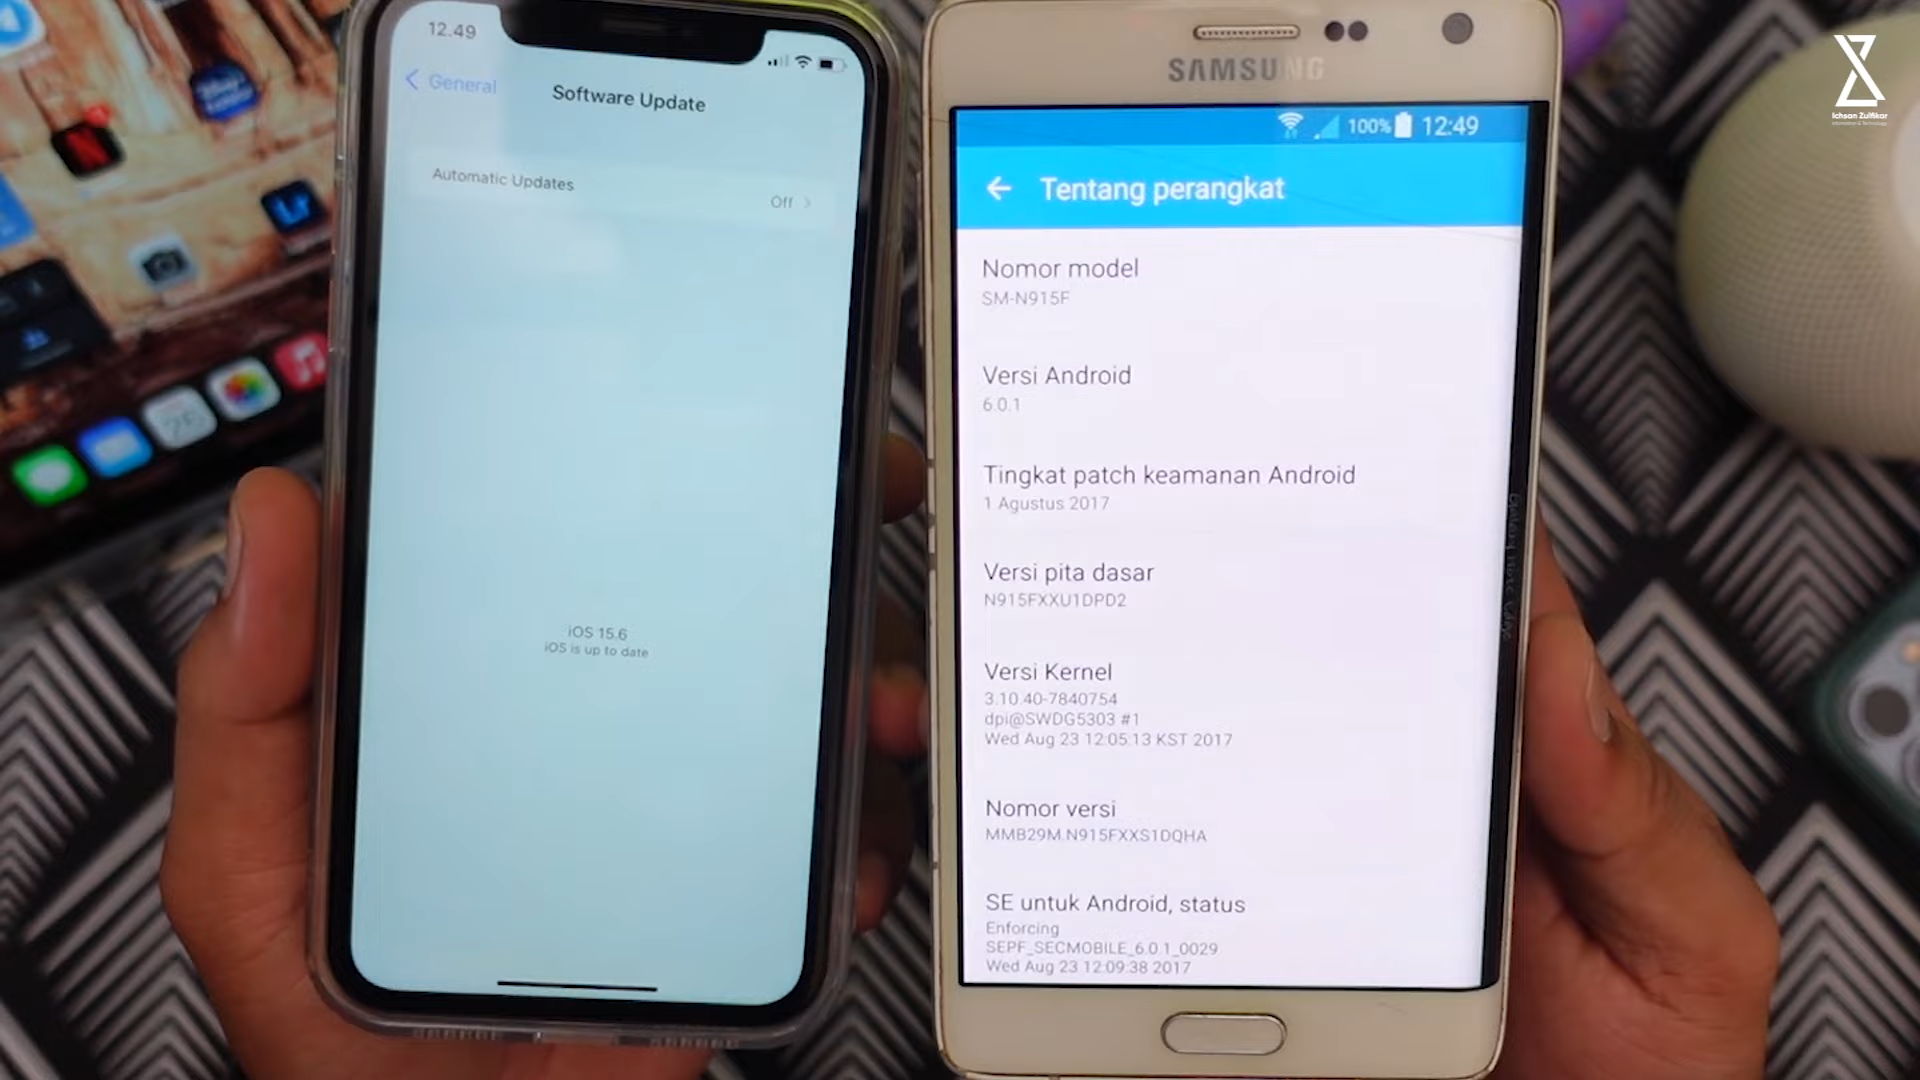 12.49
General
Software Update
Automatic Updates
Off
iOS 15.6
iOS is up to date
SAMSUNG
100% 12:49
Tentang perangkat
Nomor model
SM-N915F
Versi Android
6.0.1
Tingkat patch keamanan Android
1 Agustus 2017
Versi pita dasar
N915FXXU1DPD2
Versi Kernel
3.10.40-7840754
dpi@SWDG5303 #1
Wed Aug 23 12:05:13 KST 2017
Nomor versi
MMB29M.N915FXXS1DQHA
SE untuk Android, status
Enforcing
SEPF_SECMOBILE_6.0.1_0029
Wed Aug 23 12:09:38 2017
Ichsan Zulfikar